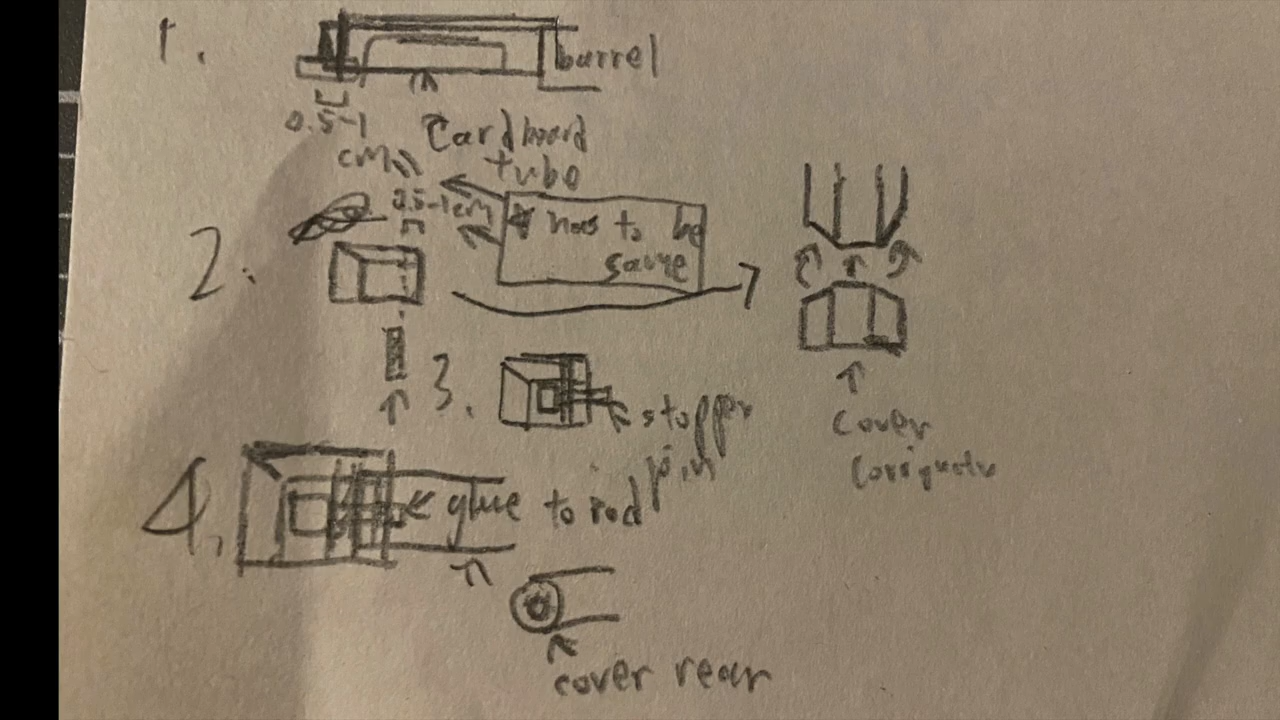 1.
barrel
0.5-1
cm
Cardboard
tube
0.5-1cm
2.
has to be
same
3.
stopper
pin
cover
4.
glue to rod
cover rear